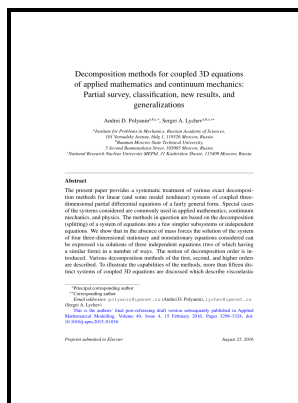 Decomposition methods for coupled 3D equations
of applied mathematics and continuum mechanics:
Partial survey, classification, new results, and
generalizations
Andrei D. Polyanin a,b,c,∗, Sergei A. Lychev a,b,c,∗∗
a Institute for Problems in Mechanics, Russian Academy of Sciences,
101 Vernadsky Avenue, bldg 1, 119526 Moscow, Russia
b Bauman Moscow State Technical University,
5 Second Baumanskaya Street, 105005 Moscow, Russia
c National Research Nuclear University MEPhI, 31 Kashirskoe Shosse, 115409 Moscow, Russia
Abstract
The present paper provides a systematic treatment of various exact decomposi-
tion methods for linear (and some model nonlinear) systems of coupled three-
dimensional partial differential equations of a fairly general form. Special cases
of the systems considered are commonly used in applied mathematics, continuum
mechanics, and physics. The methods in question are based on the decomposition
(splitting) of a system of equations into a few simpler subsystems or independent
equations. We show that in the absence of mass forces the solution of the system
of four three-dimensional stationary and nonstationary equations considered can
be expressed via solutions of three independent equations (two of which having
a similar form) in a number of ways. The notion of decomposition order is in-
troduced. Various decomposition methods of the first, second, and higher orders
are described. To illustrate the capabilities of the methods, more than fifteen dis-
tinct systems of coupled 3D equations are discussed which describe viscoelastic
∗Principal corresponding author
∗∗Corresponding author
Email addresses: polyanin@ipmnet.ru (Andrei D. Polyanin), lychev@ipmnet.ru
(Sergei A. Lychev)
This is the authors' final post-refereeing draft version subsequently published in Applied
Mathematical Modelling, Volume 40, Issue 4, 15 February 2016, Pages 3298–3324, doi:
10.1016/j.apm.2015.10.016
Preprint submitted to Elsevier
August 25, 2016